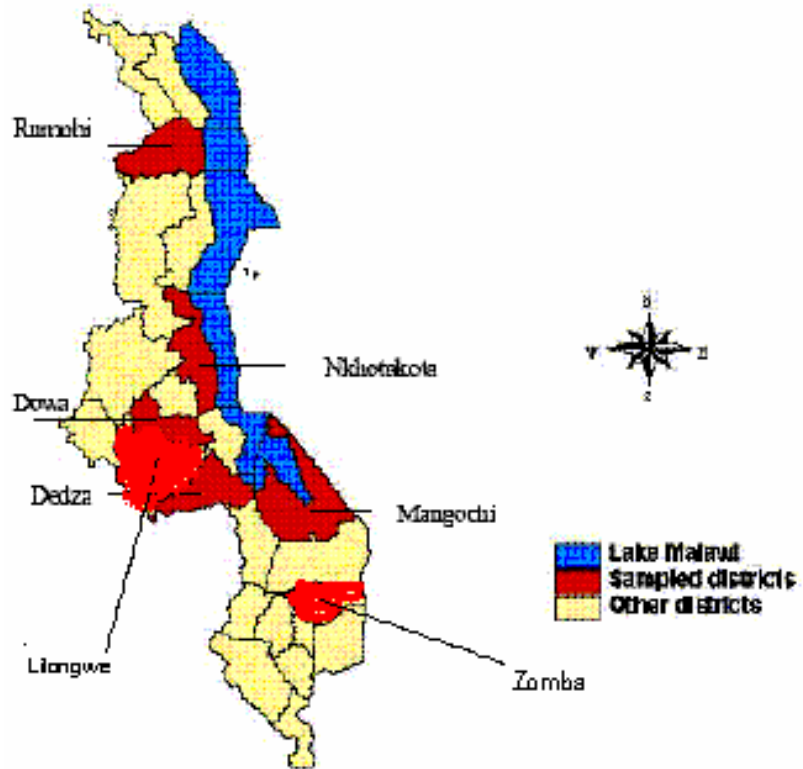 Rumphi
Nkhotakota
Dowa
Dedza
Mangochi
Lake Malawi
Sampled districts
Other districts
Lilongwe
Zomba